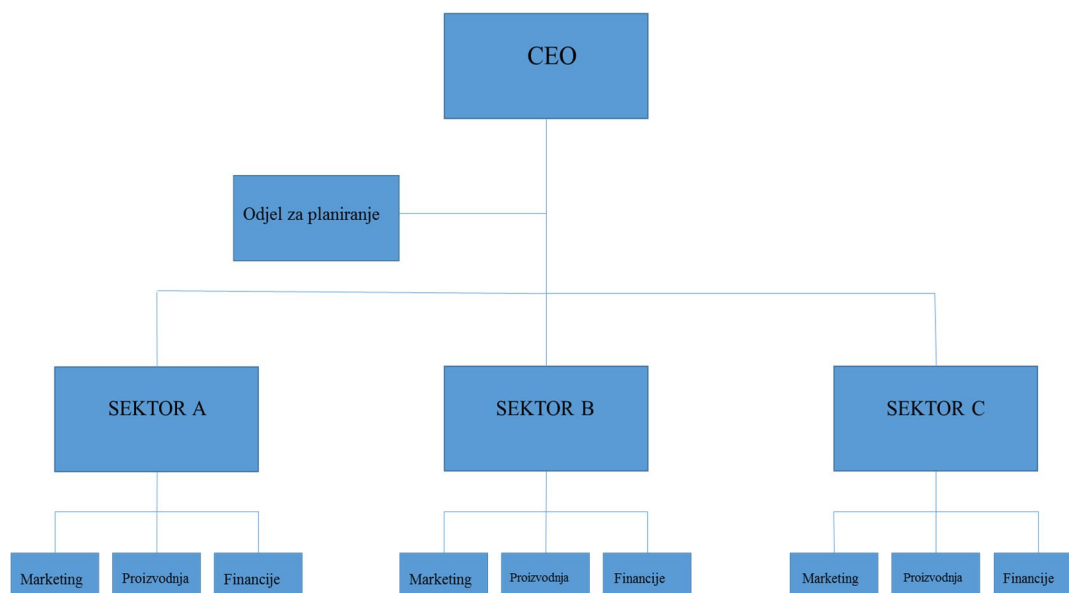 CEO
Odjel za planiranje
SEKTOR A
SEKTOR B
SEKTOR C
Marketing
Proizvodnja
Financije
Marketing
Proizvodnja
Financije
Marketing
Proizvodnja
Financije